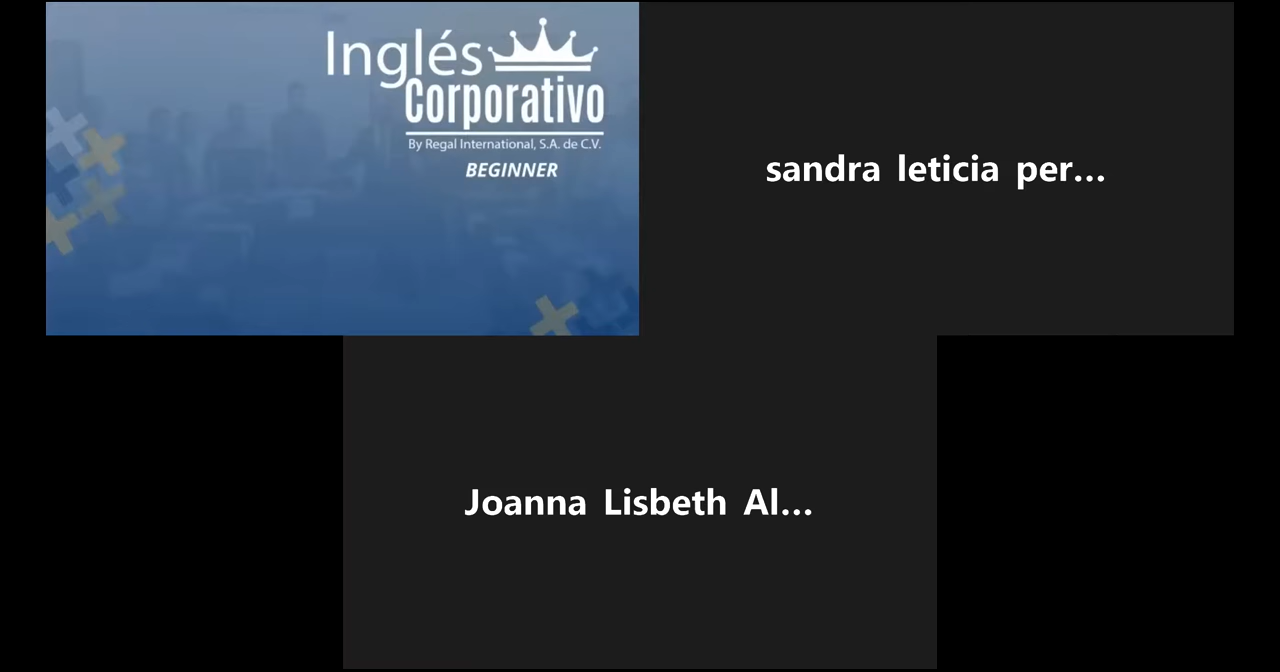 Inglés
Corporativo
By Regal International, S.A. de C.V.
BEGINNER
sandra leticia per...
Joanna Lisbeth Al...